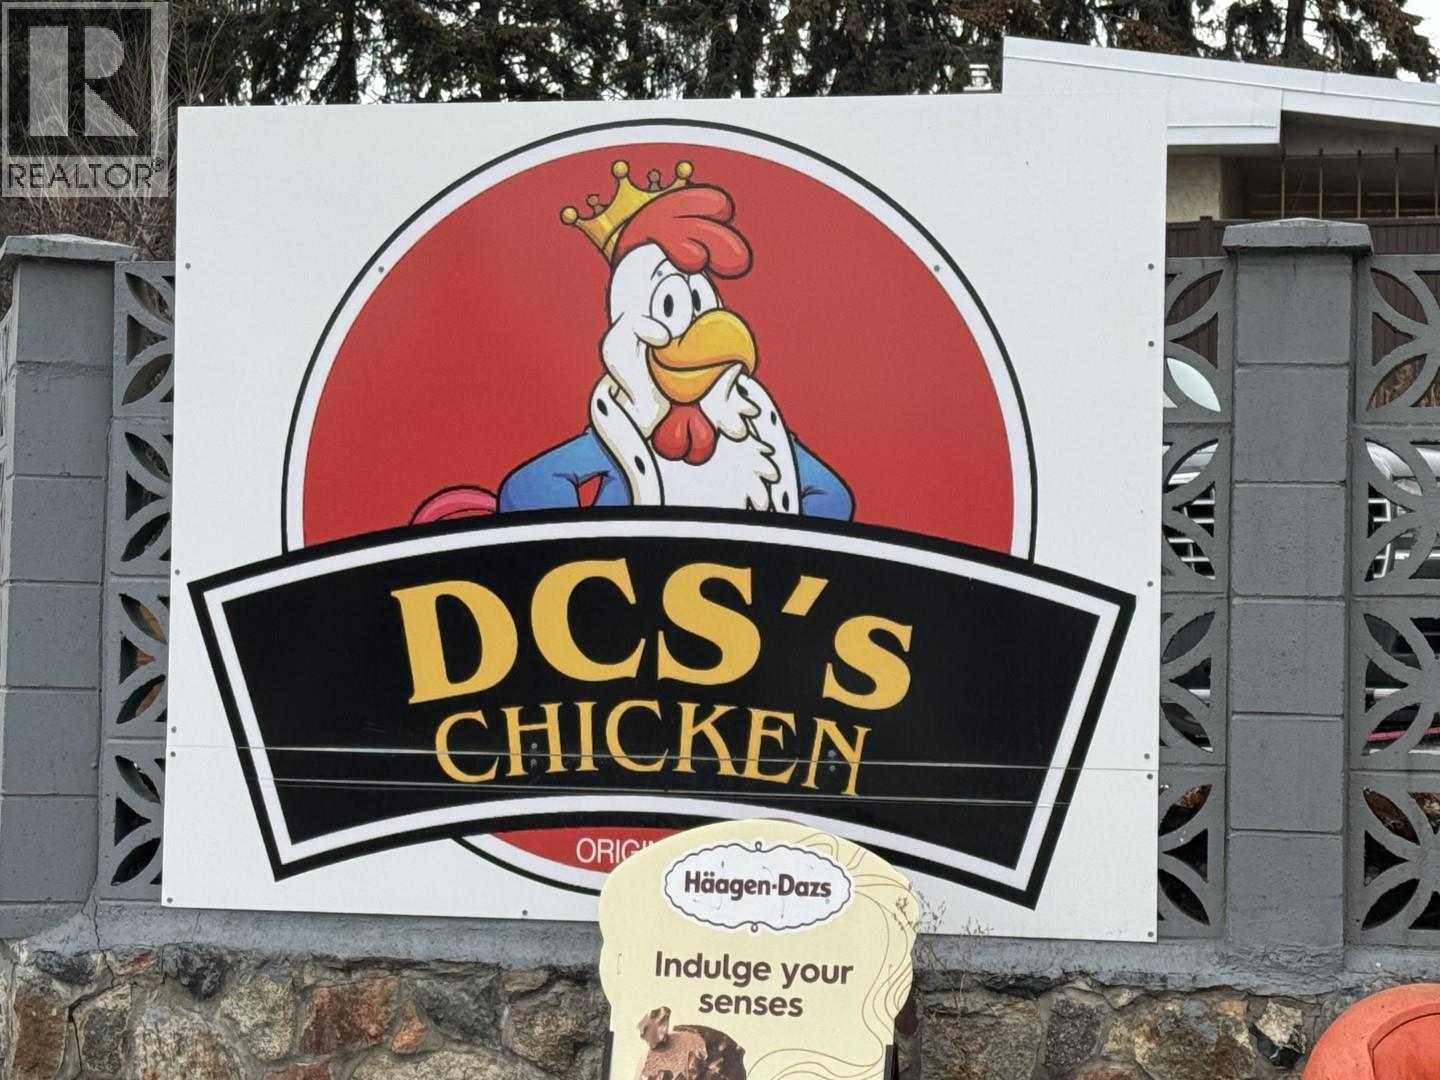 REALTOR®
DCS's
CHICKEN
Häagen-Dazs
Indulge your
senses